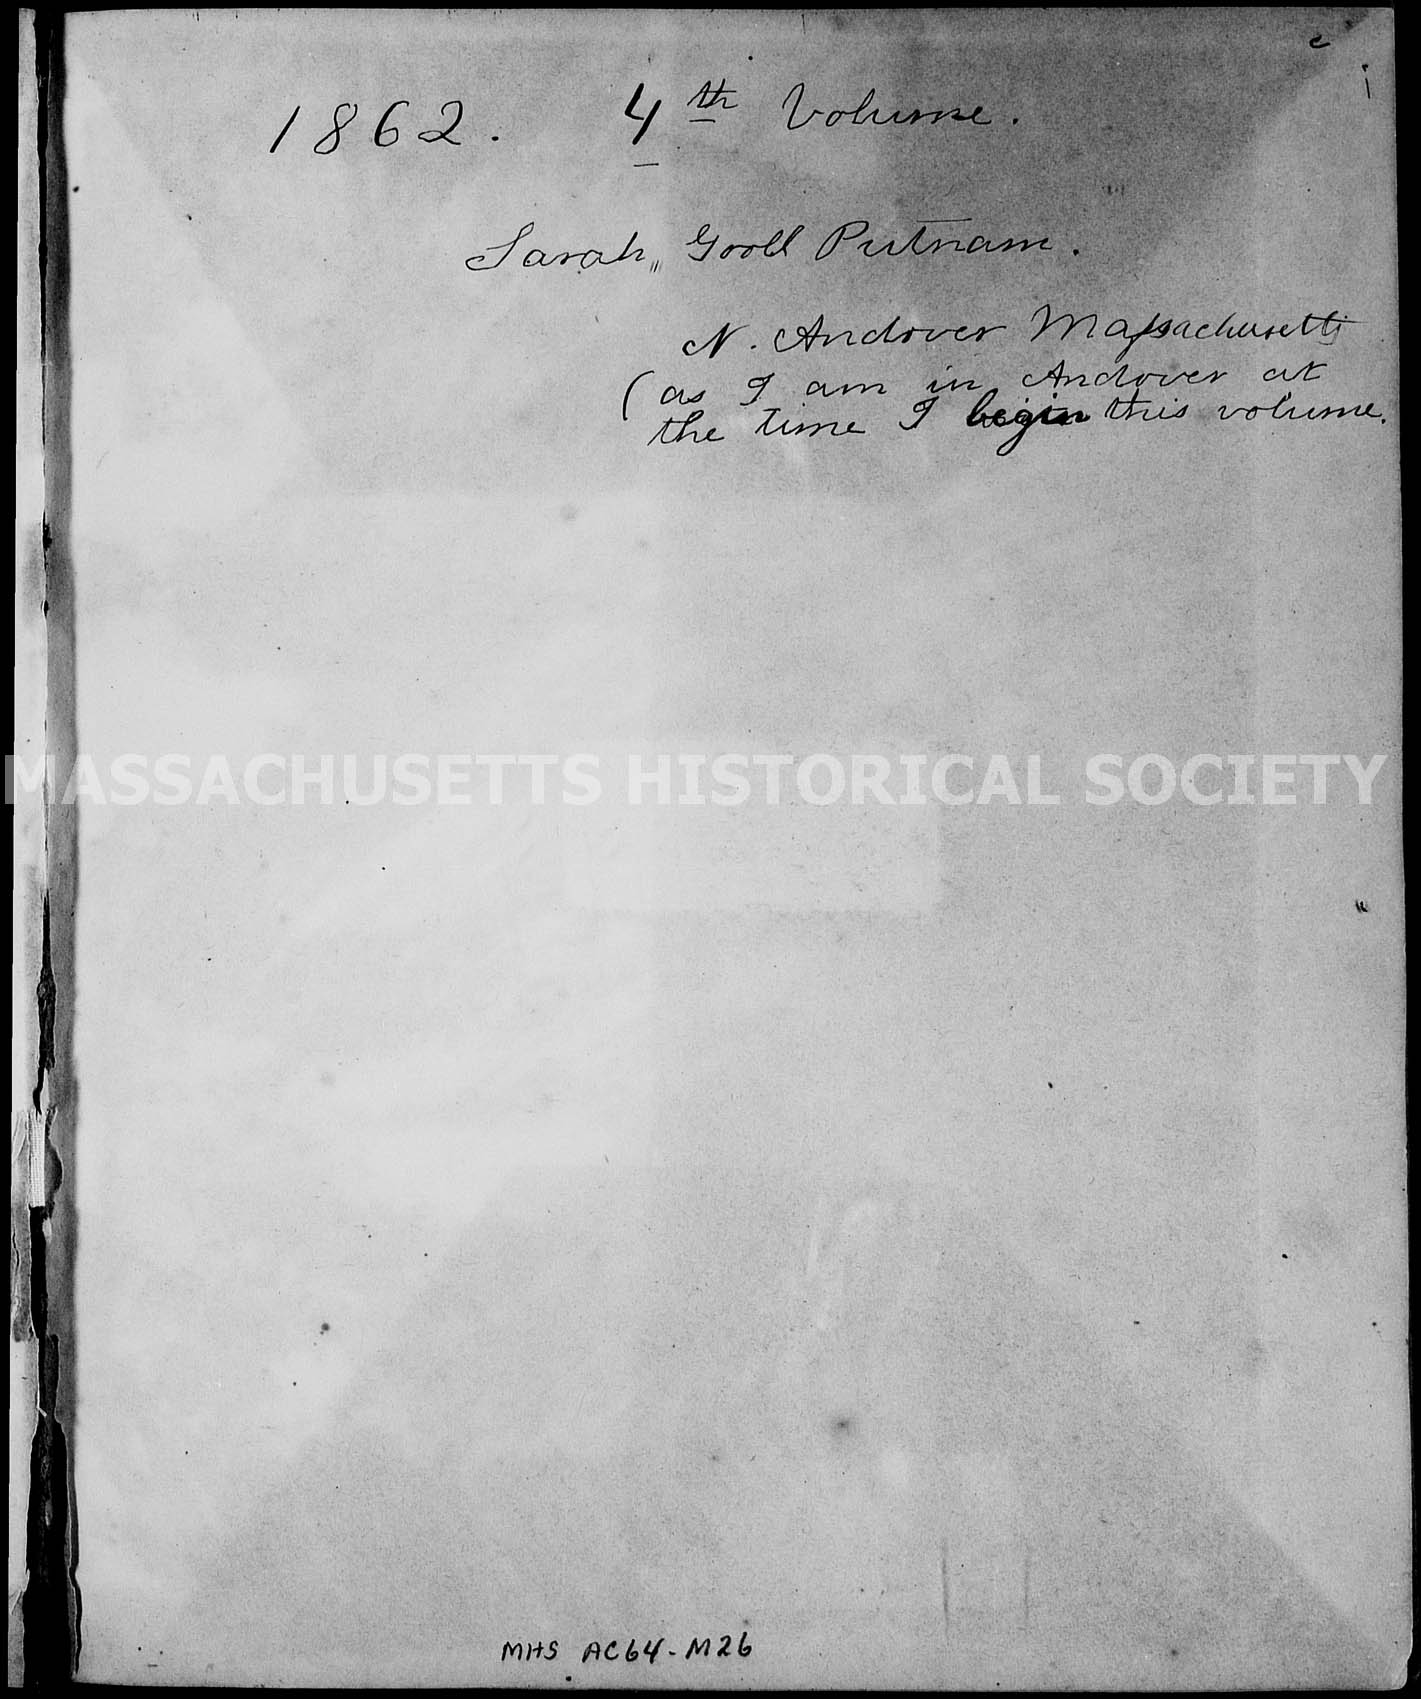 1862. 4th Volume.
Sarah Gooll Putnam.
N. Andover Massachusetts
(as I am in Andover at
the time I begin this volume.
MASSACHUSETTS HISTORICAL SOCIETY
MHS AC64-M26